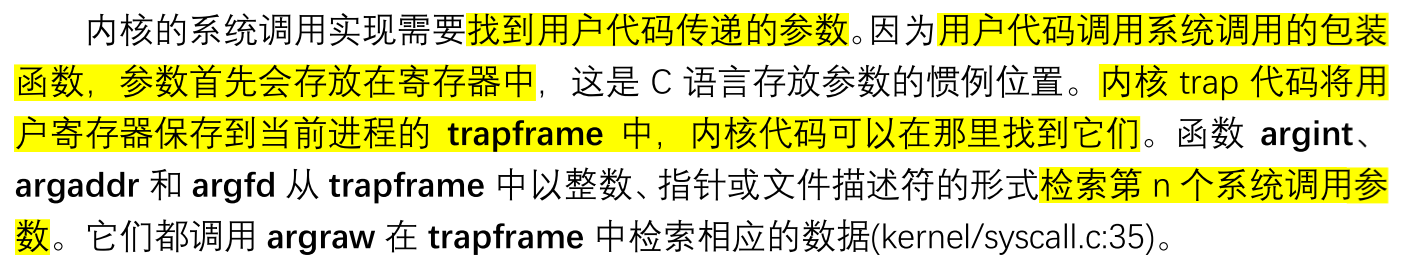 内核的系统调用实现需要找到用户代码传递的参数。因为用户代码调用系统调用的包装
函数，参数首先会存放在寄存器中，这是 C 语言存放参数的惯例位置。内核 trap 代码将用
户寄存器保存到当前进程的 trapframe 中，内核代码可以在那里找到它们。函数 argint、
argaddr 和 argfd 从 trapframe 中以整数、指针或文件描述符的形式检索第 n 个系统调用参
数。它们都调用 argraw 在 trapframe 中检索相应的数据(kernel/syscall.c:35)。